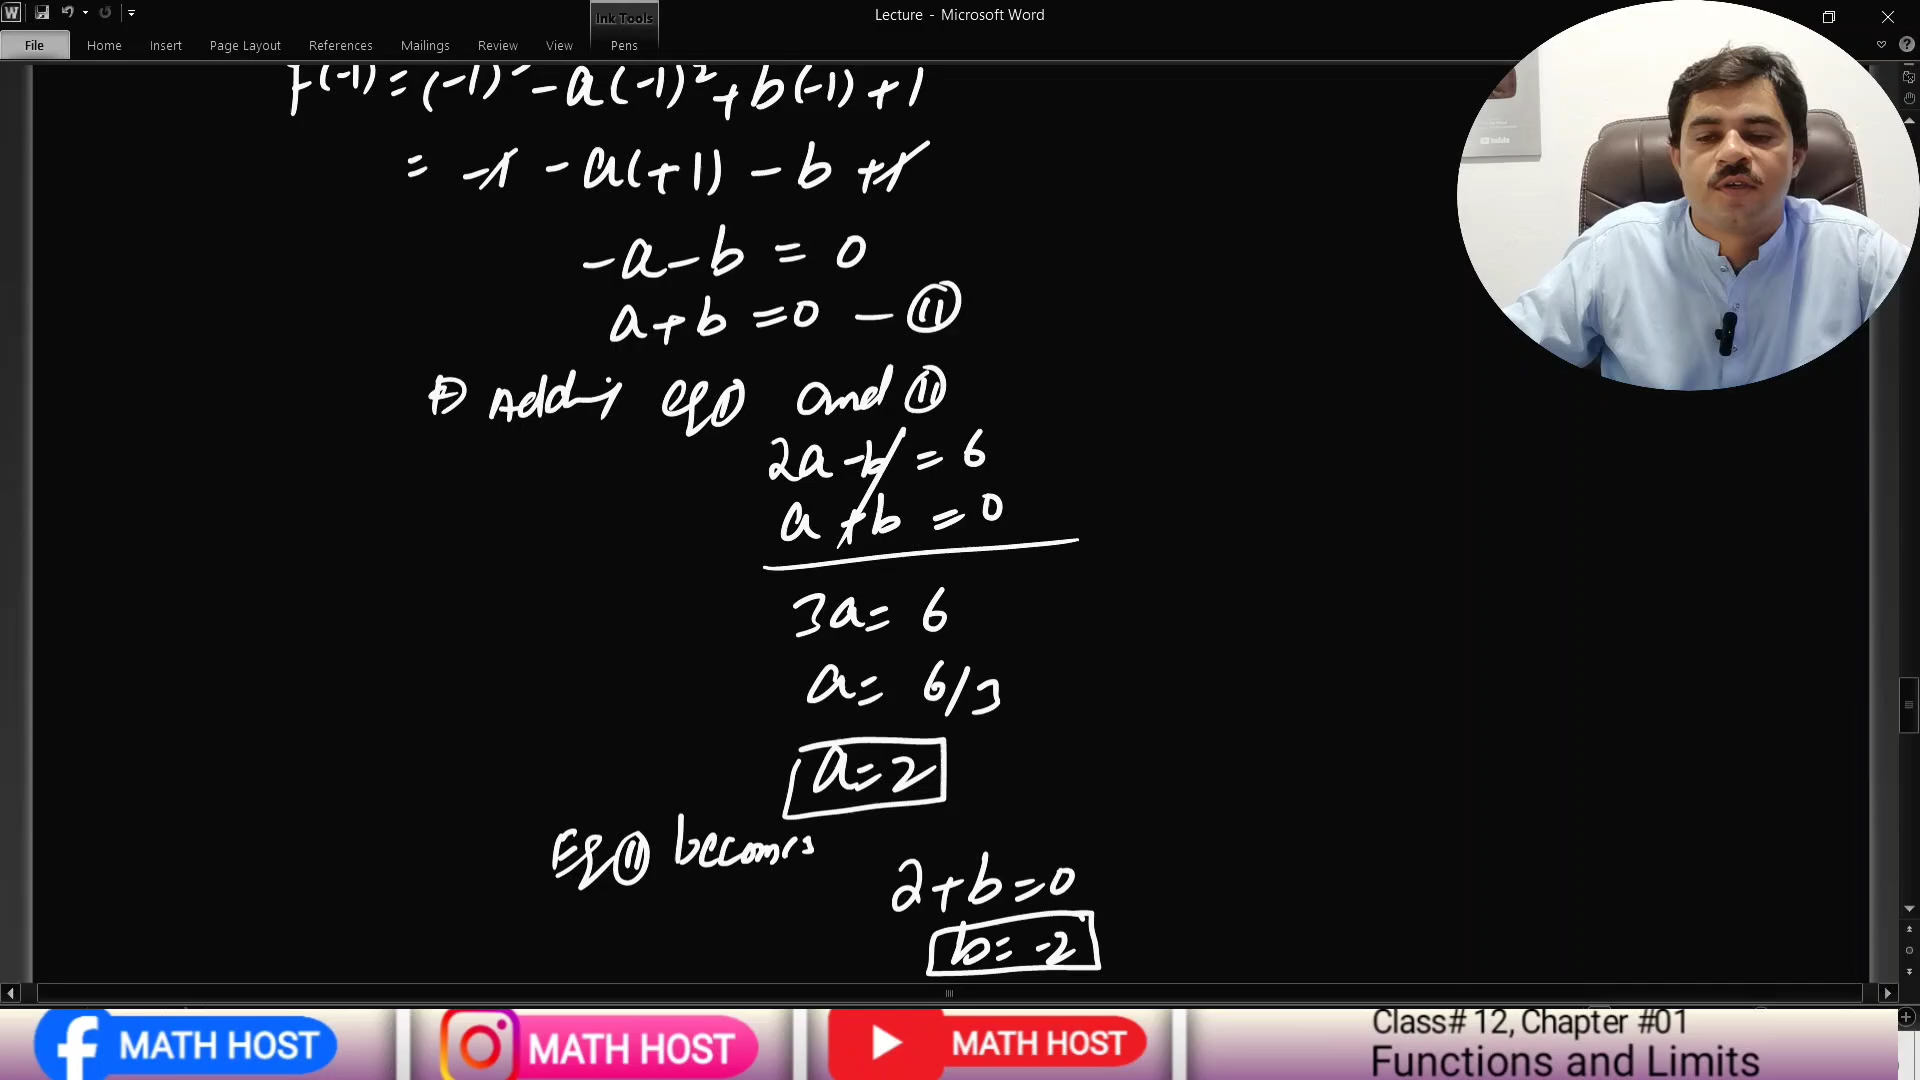 Lecture - Microsoft Word
Ink Tools
File Home Insert Page Layout References Mailings Review View Pens
f(-1) = (-1)³ - a(-1)² + b(-1) + 1
= -1 - a(+1) - b + 1
-a - b = 0
a + b = 0 - (II)
Adding eq (I) and (II)
2a - b = 6
a + b = 0
3a = 6
a = 6/3
a = 2
Eq (II) becomes
2 + b = 0
b = -2
MATH HOST
MATH HOST
MATH HOST
Class# 12, Chapter #01
Functions and Limits